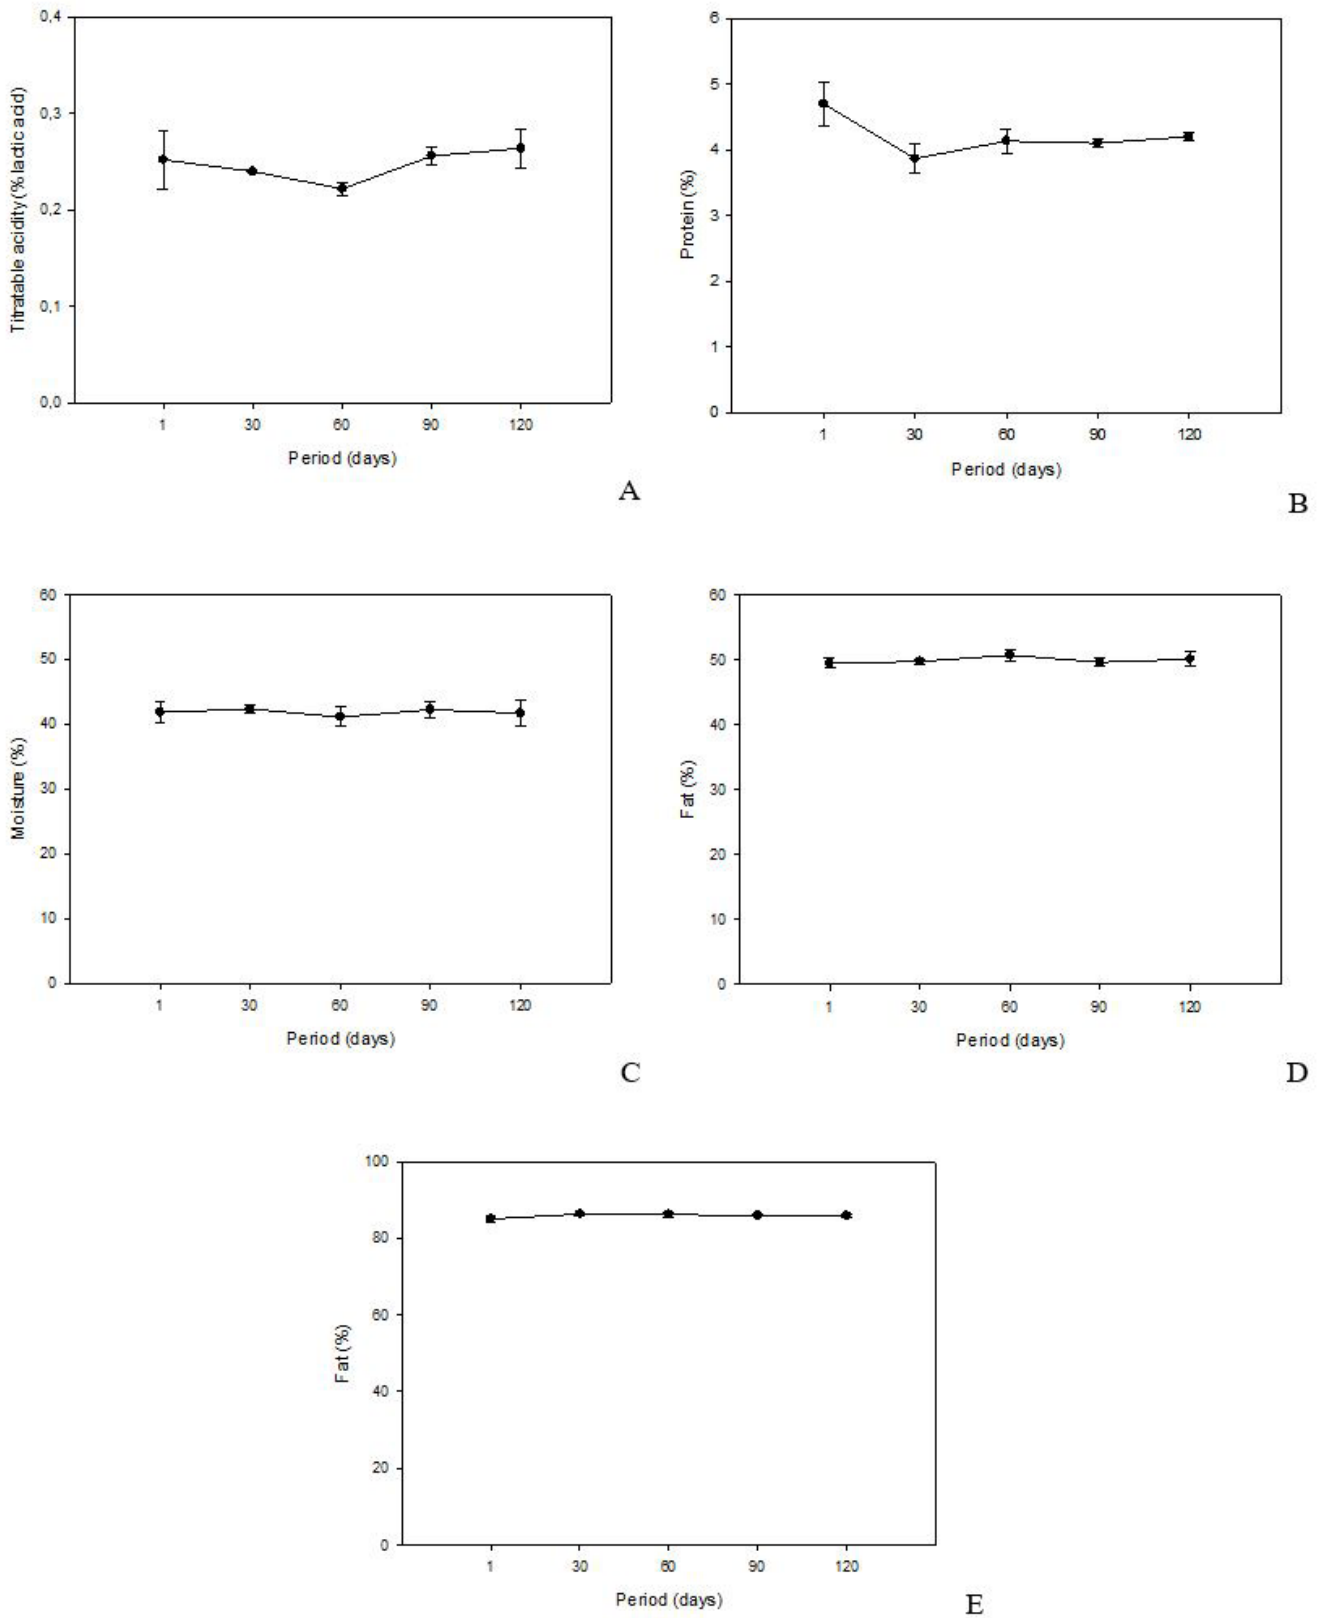 0,4
0,3
0,2
0,1
0,0
Titratable acidity (% lactic acid)
1 30 60 90 120
Period (days)
A
6
5
4
3
2
1
0
Protein (%)
1 30 60 90 120
Period (days)
B
60
50
40
30
20
10
0
Moisture (%)
1 30 60 90 120
Period (days)
C
60
50
40
30
20
10
0
Fat (%)
1 30 60 90 120
Period (days)
D
100
80
60
40
20
0
Fat (%)
1 30 60 90 120
Period (days)
E